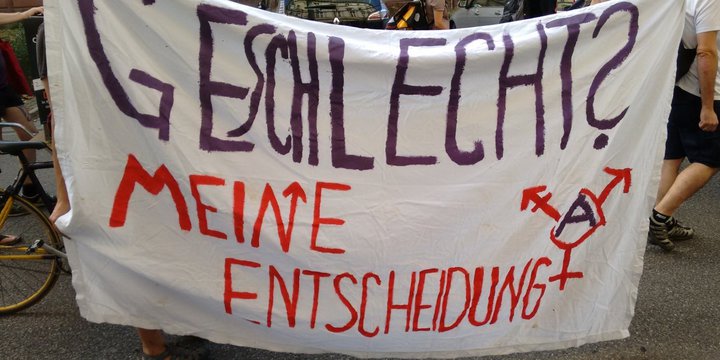 GESCHLECHT?
MEINE
ENTSCHEIDUNG
A